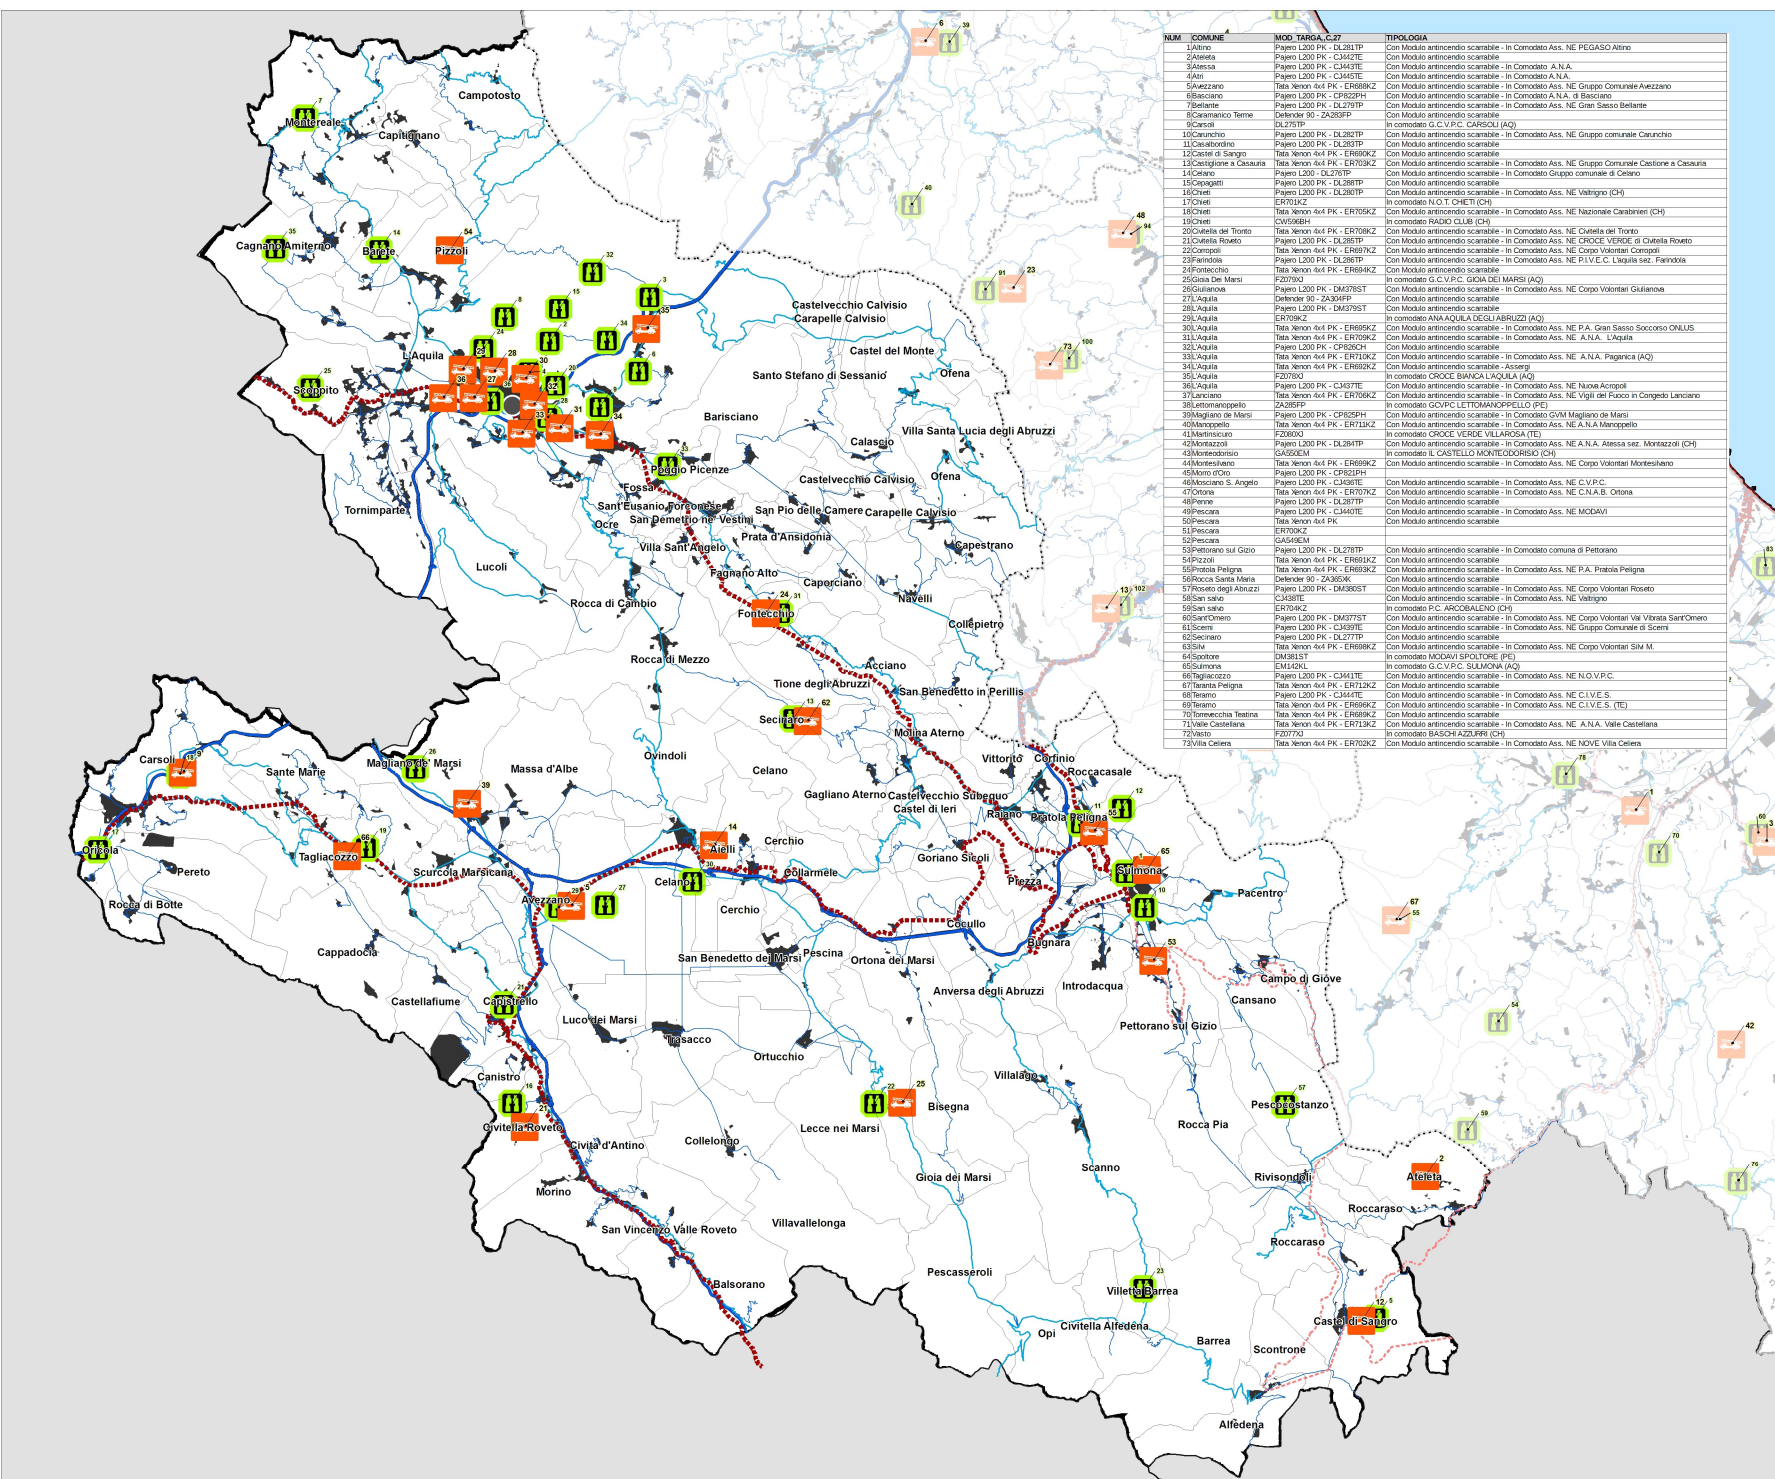 NUM COMUNE MOD_TARGA,,C,27 TIPOLOGIA
1 Altino Pajero L200 PK - DL281TP Con Modulo antincendio scarrabile - In Comodato Ass. NE PEGASO Altino
2 Ateleta Pajero L200 PK - CJ442TE Con Modulo antincendio scarrabile
3 Atessa Pajero L200 PK - CJ443TE Con Modulo antincendio scarrabile - In Comodato A.N.A.
4 Atri Pajero L200 PK - CJ445TE Con Modulo antincendio scarrabile - In Comodato A.N.A.
5 Avezzano Tata Xenon 4x4 PK - ER688KZ Con Modulo antincendio scarrabile - In Comodato Ass. NE Gruppo Comunale Avezzano
6 Basciano Pajero L200 PK - CP822PH Con Modulo antincendio scarrabile - In Comodato A.N.A. di Basciano
7 Bellante Pajero L200 PK - DL279TP Con Modulo antincendio scarrabile - In Comodato Ass. NE Gran Sasso Bellante
8 Caramanico Terme Defender 90 - ZA283FP Con Modulo antincendio scarrabile
9 Carsoli DL275TP In comodato G.C.V.P.C. CARSOLI (AQ)
10 Carunchio Pajero L200 PK - DL282TP Con Modulo antincendio scarrabile - In Comodato Ass. NE Gruppo comunale Carunchio
11 Casalbordino Pajero L200 PK - DL283TP Con Modulo antincendio scarrabile
12 Castel di Sangro Tata Xenon 4x4 PK - ER690KZ Con Modulo antincendio scarrabile
13 Castiglione a Casauria Tata Xenon 4x4 PK - ER703KZ Con Modulo antincendio scarrabile - In Comodato Ass. NE Gruppo Comunale Castione a Casauria
14 Celano Pajero L200 - DL276TP Con Modulo antincendio scarrabile - In Comodato Gruppo comunale di Celano
15 Cepagatti Pajero L200 PK - DL288TP Con Modulo antincendio scarrabile
16 Chieti Pajero L200 PK - DL280TP Con Modulo antincendio scarrabile - In Comodato Ass. NE Valtrigno (CH)
17 Chieti ER701KZ In comodato N.O.T. CHIETI (CH)
18 Chieti Tata Xenon 4x4 PK - ER705KZ Con Modulo antincendio scarrabile - In Comodato Ass. NE Nazionale Carabinieri (CH)
19 Chieti CW596BH In comodato RADIO CLUB (CH)
20 Civitella del Tronto Tata Xenon 4x4 PK - ER708KZ Con Modulo antincendio scarrabile - In Comodato Ass. NE Civitella del Tronto
21 Civitella Roveto Pajero L200 PK - DL285TP Con Modulo antincendio scarrabile - In Comodato Ass. NE CROCE VERDE di Civitella Roveto
22 Corropoli Tata Xenon 4x4 PK - ER697KZ Con Modulo antincendio scarrabile - In Comodato Ass. NE Corpo Volontari Corropoli
23 Farindola Pajero L200 PK - DL286TP Con Modulo antincendio scarrabile - In Comodato Ass. NE P.I.V.E.C. L'aquila sez. Farindola
24 Fontecchio Tata Xenon 4x4 PK - ER694KZ Con Modulo antincendio scarrabile
25 Gioia Dei Marsi FZ079XJ In comodato G.C.V.P.C. GIOIA DEI MARSI (AQ)
26 Giulianova Pajero L200 PK - DM378ST Con Modulo antincendio scarrabile - In Comodato Ass. NE Corpo Volontari Giulianova
27 L'Aquila Defender 90 - ZA304FP Con Modulo antincendio scarrabile
28 L'Aquila Pajero L200 PK - DM379ST Con Modulo antincendio scarrabile
29 L'Aquila ER709KZ In comodato ANA AQUILA DEGLI ABRUZZI (AQ)
30 L'Aquila Tata Xenon 4x4 PK - ER695KZ Con Modulo antincendio scarrabile - In Comodato Ass. NE P.A. Gran Sasso Soccorso ONLUS
31 L'Aquila Tata Xenon 4x4 PK - ER709KZ Con Modulo antincendio scarrabile - In Comodato Ass. NE A.N.A. L'Aquila
32 L'Aquila Pajero L200 PK - CP826CH Con Modulo antincendio scarrabile
33 L'Aquila Tata Xenon 4x4 PK - ER710KZ Con Modulo antincendio scarrabile - In Comodato Ass. NE A.N.A. Paganica (AQ)
34 L'Aquila Tata Xenon 4x4 PK - ER692KZ Con Modulo antincendio scarrabile - Assergi
35 L'Aquila FZ078XJ In comodato CROCE BIANCA L'AQUILA (AQ)
36 L'Aquila Pajero L200 PK - CJ437TE Con Modulo antincendio scarrabile - In Comodato Ass. NE Nuova Acropoli
37 Lanciano Tata Xenon 4x4 PK - ER706KZ Con Modulo antincendio scarrabile - In Comodato Ass. NE Vigili del Fuoco in Congedo Lanciano
38 Lettomanoppello ZA285FP In comodato GCVPC LETTOMANOPPELLO (PE)
39 Magliano de Marsi Pajero L200 PK - CP825PH Con Modulo antincendio scarrabile - In Comodato GVM Magliano de Marsi
40 Manoppello Tata Xenon 4x4 PK - ER711KZ Con Modulo antincendio scarrabile - In Comodato Ass. NE A.N.A Manoppello
41 Martinsicuro FZ080XJ In comodato CROCE VERDE VILLAROSA (TE)
42 Montazzoli Pajero L200 PK - DL284TP Con Modulo antincendio scarrabile - In Comodato Ass. NE A.N.A. Atessa sez. Montazzoli (CH)
43 Monteodorisio GA550EM In comodato IL CASTELLO MONTEODORISIO (CH)
44 Montesilvano Tata Xenon 4x4 PK - ER699KZ Con Modulo antincendio scarrabile - In Comodato Ass. NE Corpo Volontari Montesilvano
45 Morro d'Oro Pajero L200 PK - CP821PH
46 Mosciano S. Angelo Pajero L200 PK - CJ436TE Con Modulo antincendio scarrabile - In Comodato Ass. NE C.V.P.C.
47 Ortona Tata Xenon 4x4 PK - ER707KZ Con Modulo antincendio scarrabile - In Comodato Ass. NE C.N.A.B. Ortona
48 Penne Pajero L200 PK - DL287TP Con Modulo antincendio scarrabile
49 Pescara Pajero L200 PK - CJ440TE Con Modulo antincendio scarrabile - In Comodato Ass. NE MODAVI
50 Pescara Tata Xenon 4x4 PK Con Modulo antincendio scarrabile
51 Pescara ER700KZ
52 Pescara GA549EM
53 Pettorano sul Gizio Pajero L200 PK - DL278TP Con Modulo antincendio scarrabile - In Comodato comuna di Pettorano
54 Pizzoli Tata Xenon 4x4 PK - ER691KZ Con Modulo antincendio scarrabile
55 Pratola Peligna Tata Xenon 4x4 PK - ER693KZ Con Modulo antincendio scarrabile - In Comodato Ass. NE P.A. Pratola Peligna
56 Rocca Santa Maria Defender 90 - ZA365XK Con Modulo antincendio scarrabile
57 Roseto degli Abruzzi Pajero L200 PK - DM380ST Con Modulo antincendio scarrabile - In Comodato Ass. NE Corpo Volontari Roseto
58 San salvo CJ438TE Con Modulo antincendio scarrabile - In Comodato Ass. NE Valtrigno
59 San salvo ER704KZ In comodato P.C. ARCOBALENO (CH)
60 Sant'Omero Pajero L200 PK - DM377ST Con Modulo antincendio scarrabile - In Comodato Ass. NE Corpo Volontari Val Vibrata Sant'Omero
61 Scerni Pajero L200 PK - CJ439TE Con Modulo antincendio scarrabile - In Comodato Ass. NE Gruppo Comunale di Scerni
62 Secinaro Pajero L200 PK - DL277TP Con Modulo antincendio scarrabile
63 Silvi Tata Xenon 4x4 PK - ER698KZ Con Modulo antincendio scarrabile - In Comodato Ass. NE Corpo Volontari Silvi M.
64 Spoltore DM381ST In comodato MODAVI SPOLTORE (PE)
65 Sulmona EM142KL In comodato G.C.V.P.C. SULMONA (AQ)
66 Tagliacozzo Pajero L200 PK - CJ441TE Con Modulo antincendio scarrabile - In Comodato Ass. NE N.O.V.P.C.
67 Taranta Peligna Tata Xenon 4x4 PK - ER712KZ Con Modulo antincendio scarrabile
68 Teramo Pajero L200 PK - CJ444TE Con Modulo antincendio scarrabile - In Comodato Ass. NE C.I.V.E.S.
69 Teramo Tata Xenon 4x4 PK - ER696KZ Con Modulo antincendio scarrabile - In Comodato Ass. NE C.I.V.E.S. (TE)
70 Torrevecchia Teatina Tata Xenon 4x4 PK - ER689KZ Con Modulo antincendio scarrabile
71 Valle Castellana Tata Xenon 4x4 PK - ER713KZ Con Modulo antincendio scarrabile - In Comodato Ass. NE A.N.A. Valle Castellana
72 Vasto FZ077XJ In comodato BASCHI AZZURRI (CH)
73 Villa Celiera Tata Xenon 4x4 PK - ER702KZ Con Modulo antincendio scarrabile - In Comodato Ass. NE NOVE Villa Celiera
Campotosto
Montereale
Capitignano
Cagnano Amiterno
Barete
Pizzoli
Castelvecchio Calvisio
Carapelle Calvisio
L'Aquila
Castel del Monte
Santo Stefano di Sessanio
Ofena
Scoppito
Barisciano
Villa Santa Lucia degli Abruzzi
Calascio
Poggio Picenze
Castelvecchio Calvisio
Ofena
Fossa
Tornimparte
Sant'Eusanio Forconese
San Pio delle Camere
Carapelle Calvisio
San Demetrio ne' Vestini
Ocre
Prata d'Ansidonia
Villa Sant'Angelo
Capestrano
Lucoli
Fagnano Alto
Caporciano
Rocca di Cambio
Navelli
Fontecchio
Collepietro
Rocca di Mezzo
Acciano
Tione degli Abruzzi
San Benedetto in Perillis
Secinaro
Molina Aterno
Ovindoli
Carsoli
Sante Marie
Magliano de' Marsi
Massa d'Albe
Celano
Vittorito
Corfinio
Roccacasale
Gagliano Aterno
Castelvecchio Subequo
Castel di Ieri
Raiano
Pratola Peligna
Oricola
Tagliacozzo
Aielli
Cerchio
Goriano Sicoli
Pereto
Scurcola Marsicana
Collarmele
Celano
Prezza
Sulmona
Pacentro
Rocca di Botte
Avezzano
Cerchio
Cocullo
Bugnara
Cappadocia
San Benedetto dei Marsi
Pescina
Ortona dei Marsi
Introdacqua
Campo di Giove
Castellafiume
Capistrello
Anversa degli Abruzzi
Cansano
Luco dei Marsi
Trasacco
Pettorano sul Gizio
Ortucchio
Canistro
Villalago
Civitella Roveto
Bisegna
Lecce nei Marsi
Pescocostanzo
Rocca Pia
Civita d'Antino
Collelongo
Scanno
Gioia dei Marsi
Rivisondoli
Ateleta
Morino
Roccaraso
San Vincenzo Valle Roveto
Villavallelonga
Roccaraso
Balsorano
Pescasseroli
Villetta Barrea
Castel di Sangro
Opi
Civitella Alfedena
Barrea
Scontrone
Alfedena